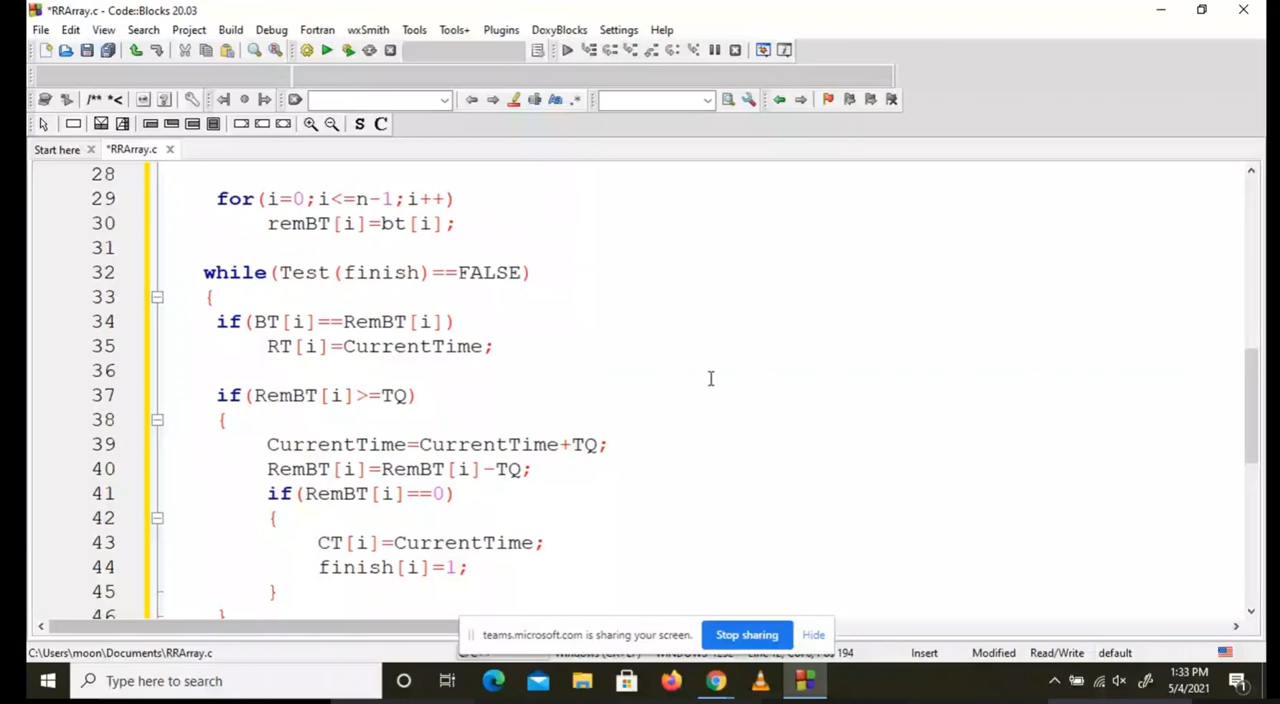 *RRArray.c - Code::Blocks 20.03
File Edit View Search Project Build Debug Fortran wxSmith Tools Tools+ Plugins DoxyBlocks Settings Help
/** *<
.*
S C
Start here *RRArray.c
28
29 for(i=0;i<=n-1;i++)
30 remBT[i]=bt[i];
31
32 while(Test(finish)==FALSE)
33 {
34 if(BT[i]==RemBT[i])
35 RT[i]=CurrentTime;
36
37 if(RemBT[i]>=TQ)
38 {
39 CurrentTime=CurrentTime+TQ;
40 RemBT[i]=RemBT[i]-TQ;
41 if(RemBT[i]==0)
42 {
43 CT[i]=CurrentTime;
44 finish[i]=1;
45 }
46 }
teams.microsoft.com is sharing your screen. Stop sharing Hide
C:\Users\moon\Documents\RRArray.c 194 Insert Modified Read/Write default
Type here to search
1:33 PM
5/4/2021
1